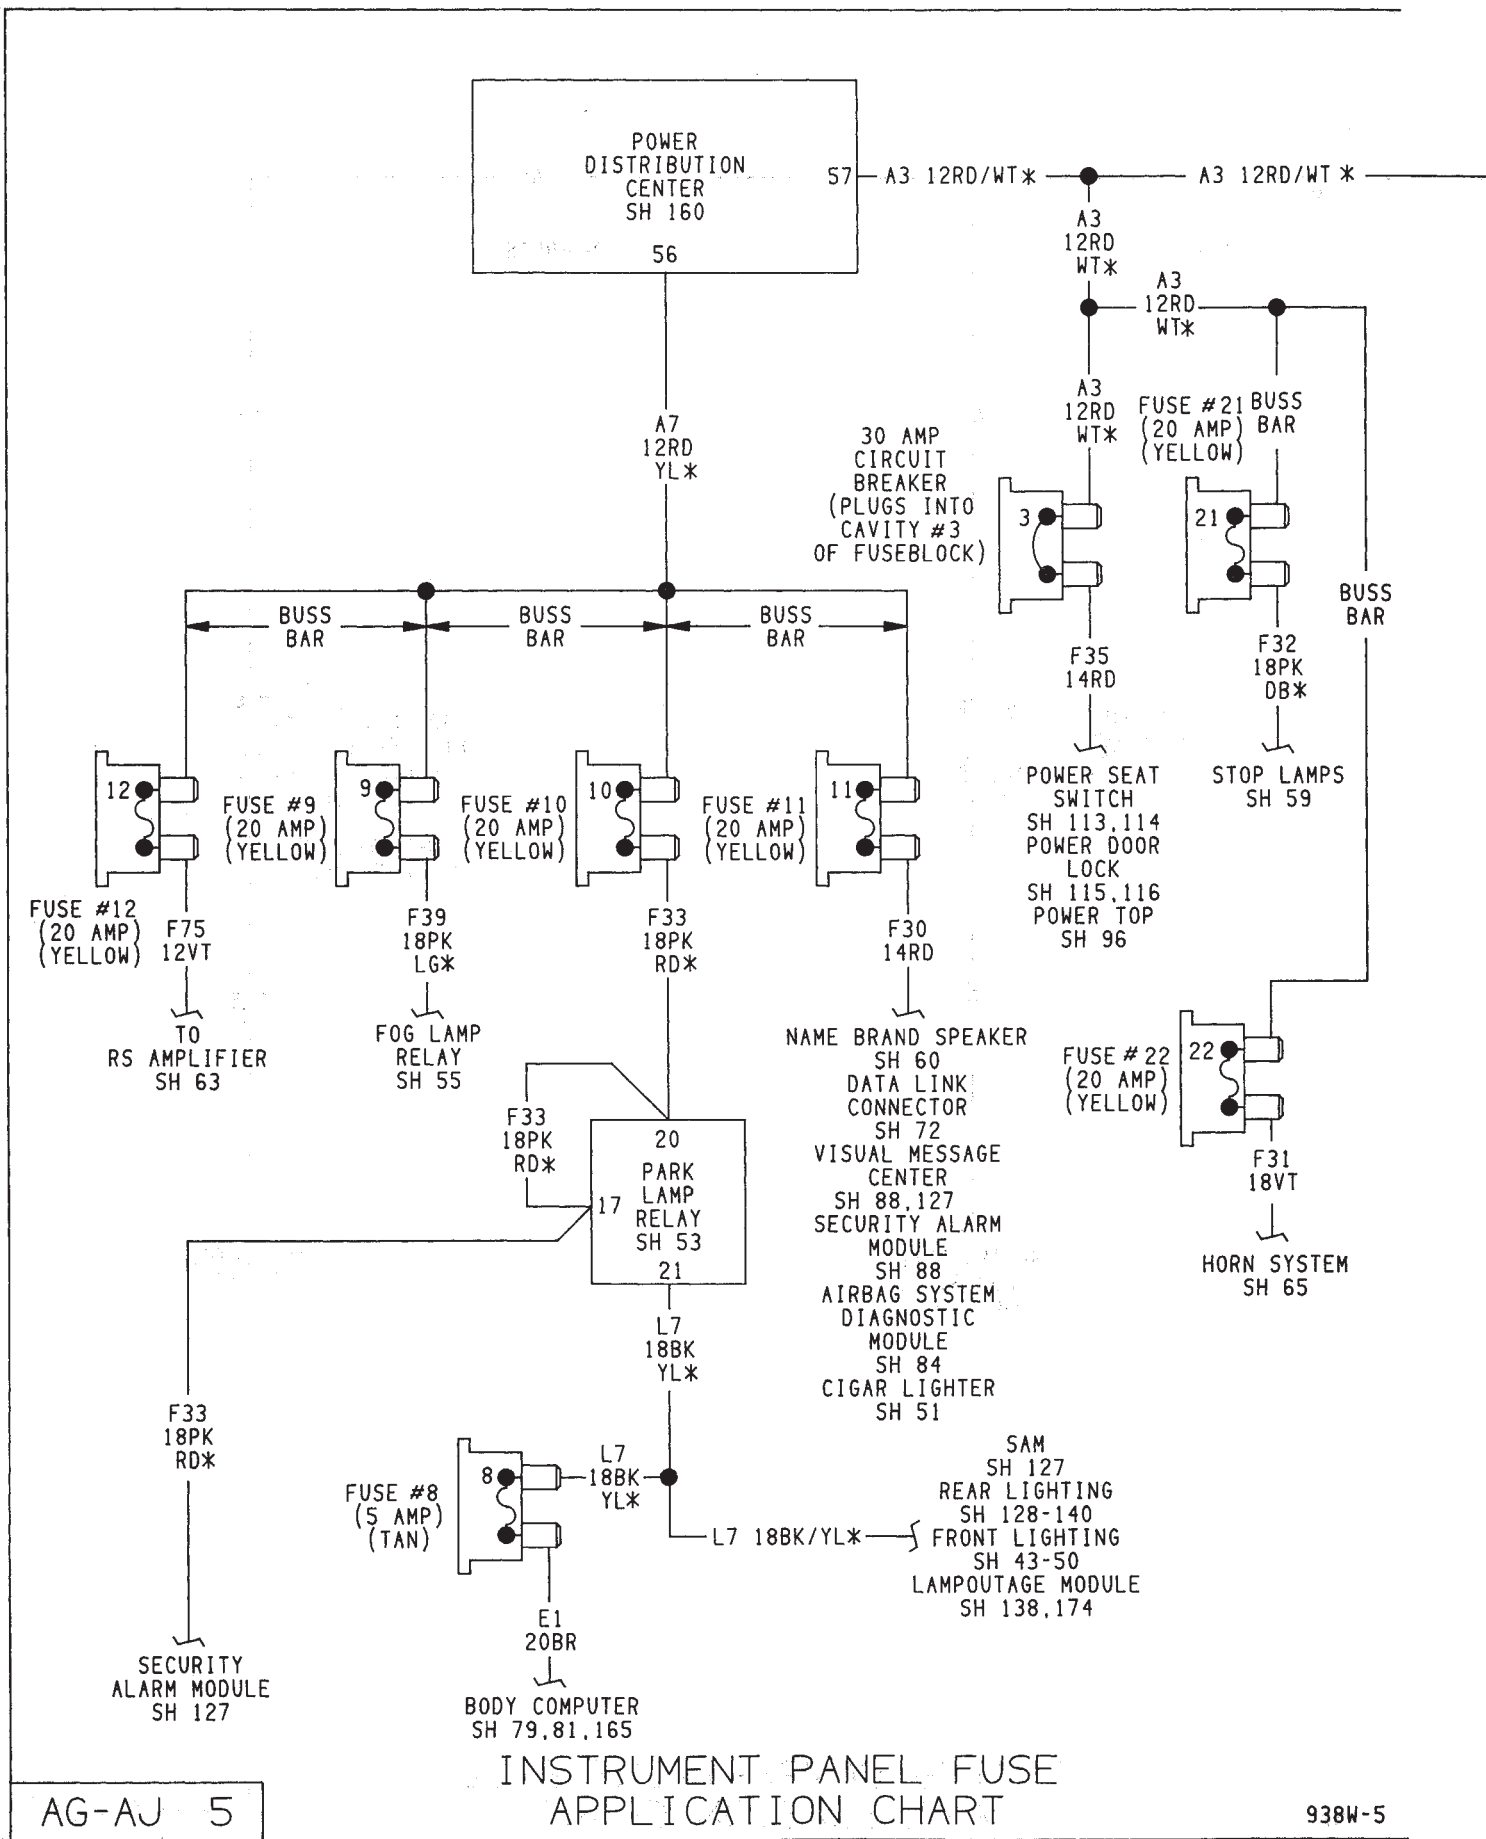 POWER
DISTRIBUTION
CENTER
SH 160
57
56
A3 12RD/WT*
A3 12RD/WT*
A3
12RD
WT*
A3
12RD
WT*
A3
12RD
WT*
FUSE #21
(20 AMP)
(YELLOW)
BUSS
BAR
A7
12RD
YL*
30 AMP
CIRCUIT
BREAKER
(PLUGS INTO
CAVITY #3
OF FUSEBLOCK)
3
21
BUSS
BAR
BUSS
BAR
BUSS
BAR
BUSS
BAR
F35
14RD
F32
18PK
DB*
POWER SEAT
SWITCH
SH 113,114
POWER DOOR
LOCK
SH 115,116
POWER TOP
SH 96
STOP LAMPS
SH 59
12
FUSE #9
(20 AMP)
(YELLOW)
9
FUSE #10
(20 AMP)
(YELLOW)
10
FUSE #11
(20 AMP)
(YELLOW)
11
FUSE #12
(20 AMP)
(YELLOW)
F75
12VT
F39
18PK
LG*
F33
18PK
RD*
F30
14RD
TO
RS AMPLIFIER
SH 63
FOG LAMP
RELAY
SH 55
NAME BRAND SPEAKER
SH 60
DATA LINK
CONNECTOR
SH 72
VISUAL MESSAGE
CENTER
SH 88,127
SECURITY ALARM
MODULE
SH 88
AIRBAG SYSTEM
DIAGNOSTIC
MODULE
SH 84
CIGAR LIGHTER
SH 51
FUSE #22
(20 AMP)
(YELLOW)
22
F31
18VT
HORN SYSTEM
SH 65
F33
18PK
RD*
20
PARK
LAMP
RELAY
SH 53
17
21
L7
18BK
YL*
F33
18PK
RD*
FUSE #8
(5 AMP)
(TAN)
8
L7
18BK
YL*
L7 18BK/YL*
SAM
SH 127
REAR LIGHTING
SH 128-140
FRONT LIGHTING
SH 43-50
LAMPOUTAGE MODULE
SH 138,174
E1
20BR
SECURITY
ALARM MODULE
SH 127
BODY COMPUTER
SH 79,81,165
INSTRUMENT PANEL FUSE
APPLICATION CHART
AG-AJ 5
938W-5